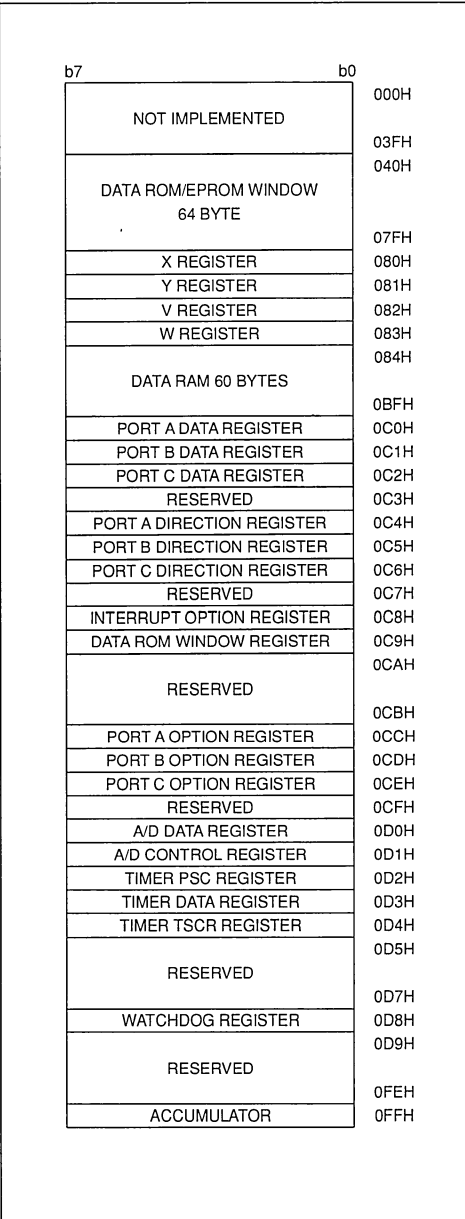 b7 b0
000H
NOT IMPLEMENTED
03FH
040H
DATA ROM/EPROM WINDOW
64 BYTE
07FH
X REGISTER 080H
Y REGISTER 081H
V REGISTER 082H
W REGISTER 083H
084H
DATA RAM 60 BYTES
0BFH
PORT A DATA REGISTER 0C0H
PORT B DATA REGISTER 0C1H
PORT C DATA REGISTER 0C2H
RESERVED 0C3H
PORT A DIRECTION REGISTER 0C4H
PORT B DIRECTION REGISTER 0C5H
PORT C DIRECTION REGISTER 0C6H
RESERVED 0C7H
INTERRUPT OPTION REGISTER 0C8H
DATA ROM WINDOW REGISTER 0C9H
0CAH
RESERVED
0CBH
PORT A OPTION REGISTER 0CCH
PORT B OPTION REGISTER 0CDH
PORT C OPTION REGISTER 0CEH
RESERVED 0CFH
A/D DATA REGISTER 0D0H
A/D CONTROL REGISTER 0D1H
TIMER PSC REGISTER 0D2H
TIMER DATA REGISTER 0D3H
TIMER TSCR REGISTER 0D4H
0D5H
RESERVED
0D7H
WATCHDOG REGISTER 0D8H
0D9H
RESERVED
0FEH
ACCUMULATOR 0FFH